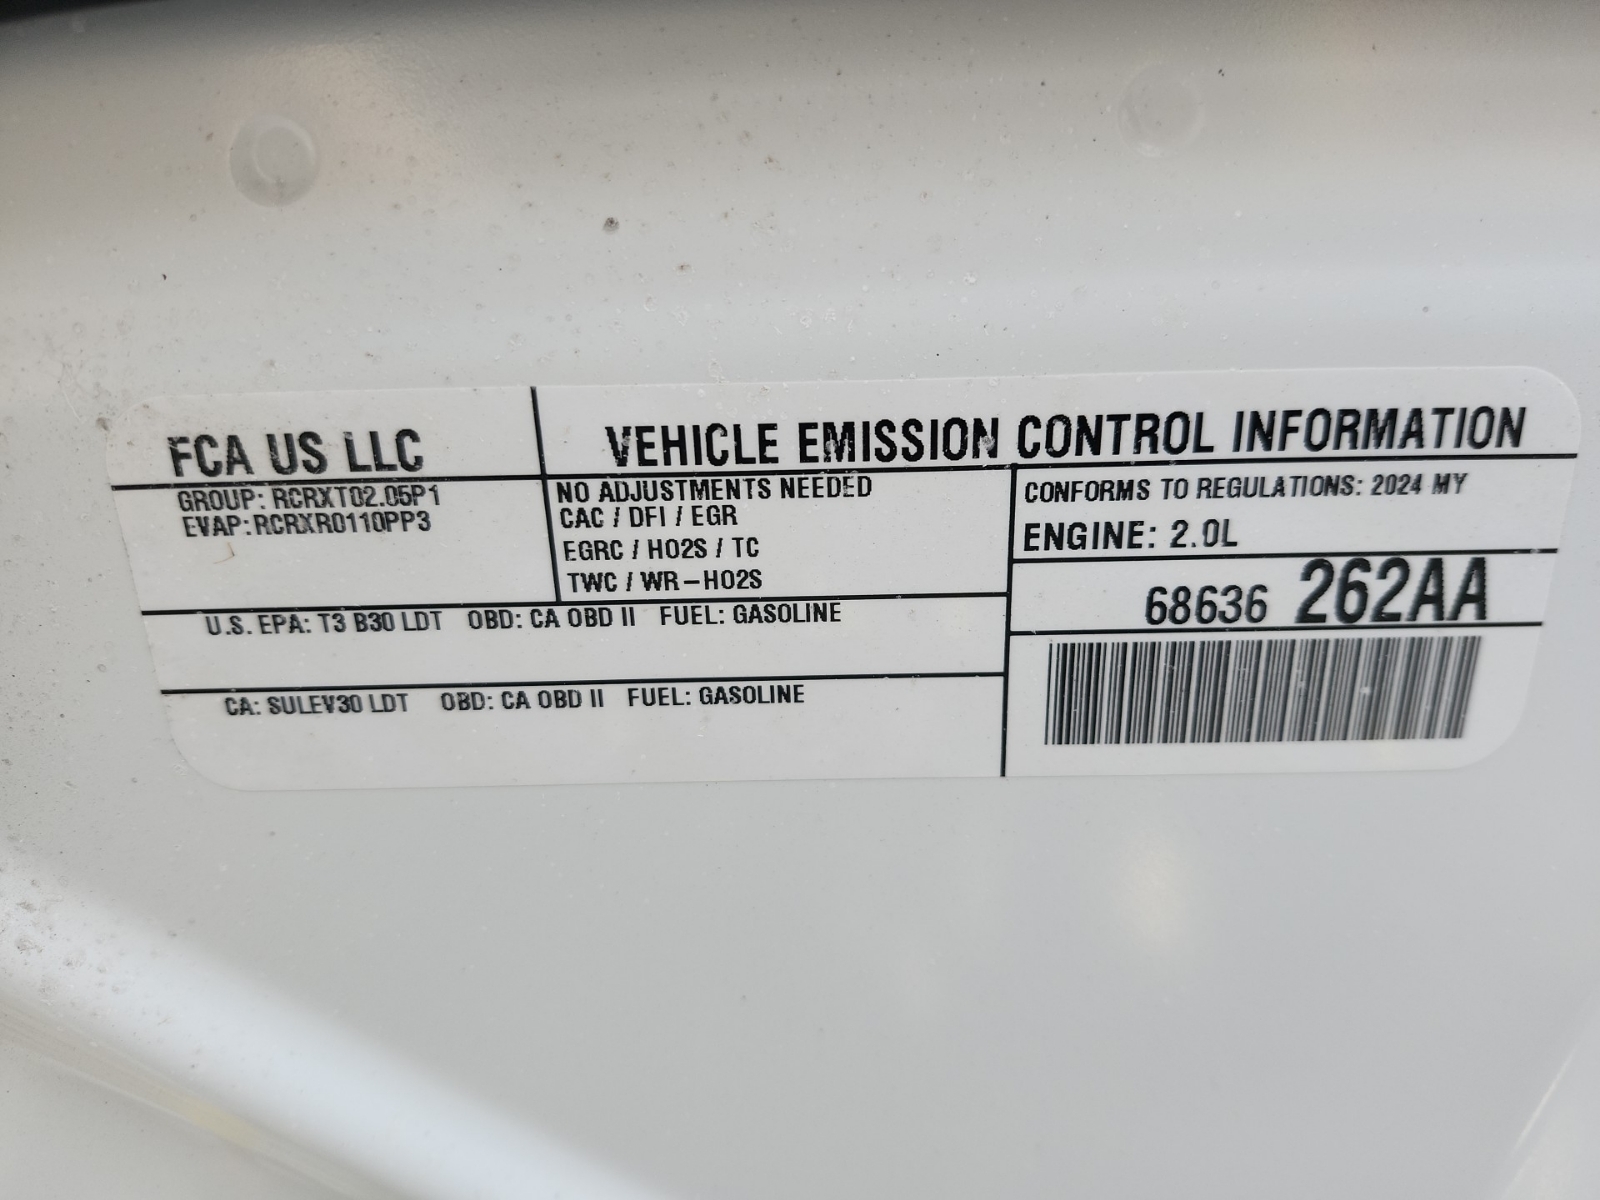 FCA US LLC
VEHICLE EMISSION CONTROL INFORMATION
GROUP: RCRXT02.05P1
EVAP:RCRXR0110PP3
NO ADJUSTMENTS NEEDED
CAC / DFI / EGR
EGRC / HO2S / TC
TWC / WR-HO2S
CONFORMS TO REGULATIONS: 2024 MY
ENGINE: 2.0L
68636 262AA
U.S. EPA: T3 B30 LDT OBD: CA OBD II FUEL: GASOLINE
CA: SULEV30 LDT OBD: CA OBD II FUEL: GASOLINE